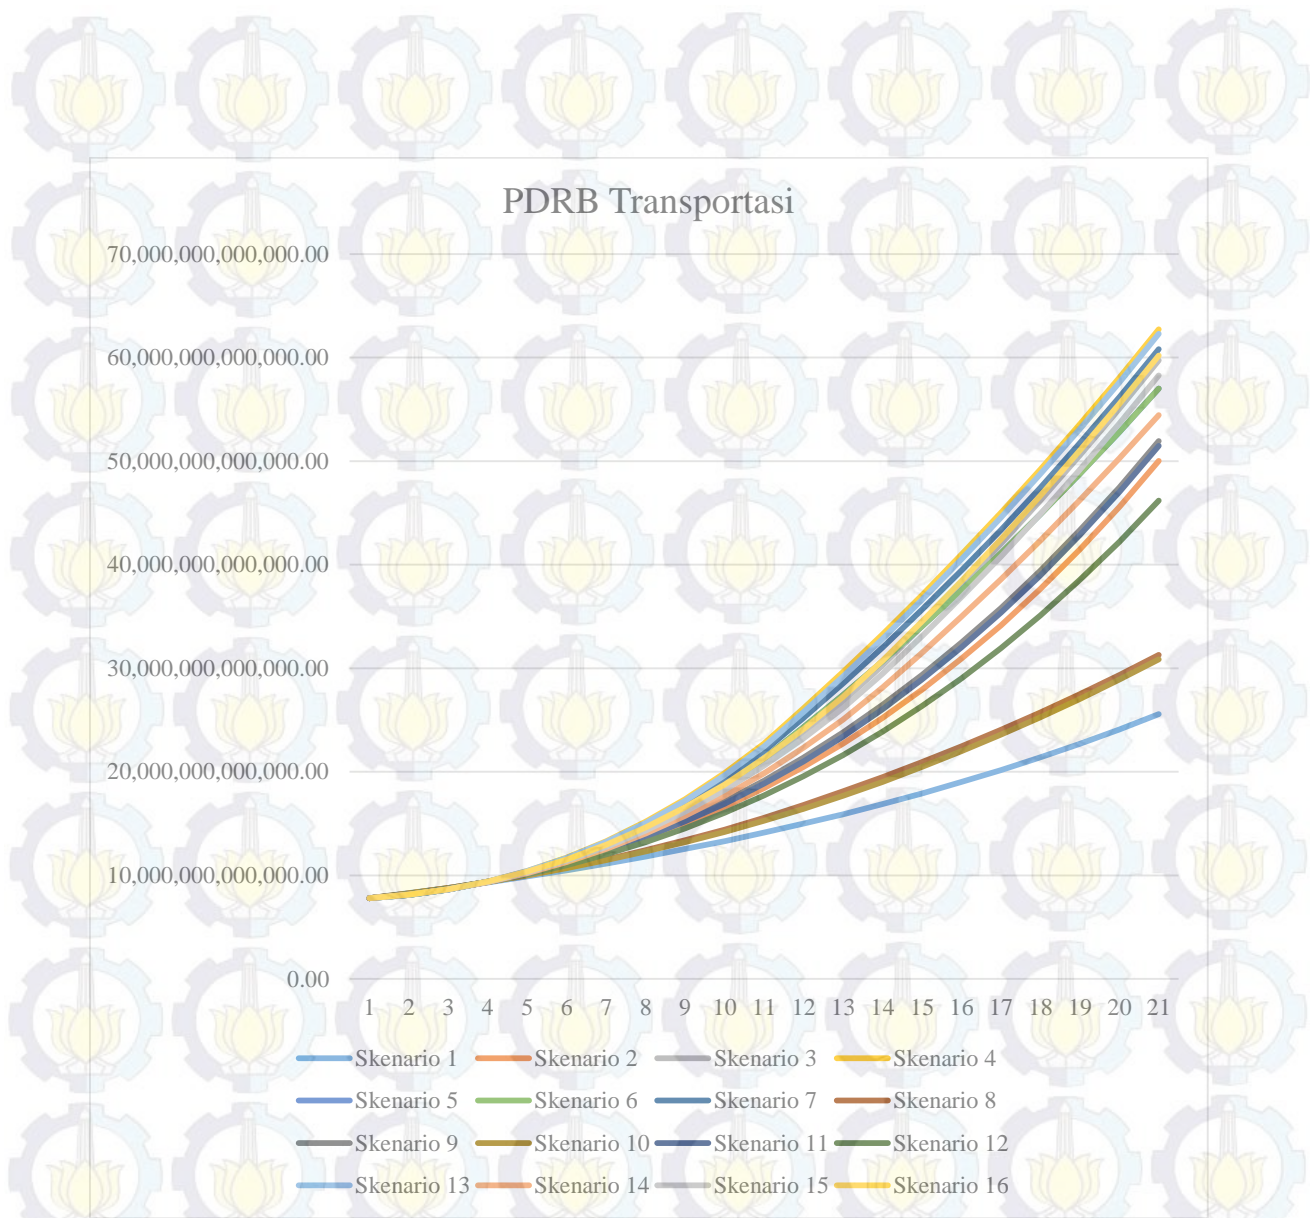 PDRB Transportasi
70,000,000,000,000.00
60,000,000,000,000.00
50,000,000,000,000.00
40,000,000,000,000.00
30,000,000,000,000.00
20,000,000,000,000.00
10,000,000,000,000.00
0.00
1 2 3 4 5 6 7 8 9 10 11 12 13 14 15 16 17 18 19 20 21
Skenario 1 Skenario 2 Skenario 3 Skenario 4
Skenario 5 Skenario 6 Skenario 7 Skenario 8
Skenario 9 Skenario 10 Skenario 11 Skenario 12
Skenario 13 Skenario 14 Skenario 15 Skenario 16